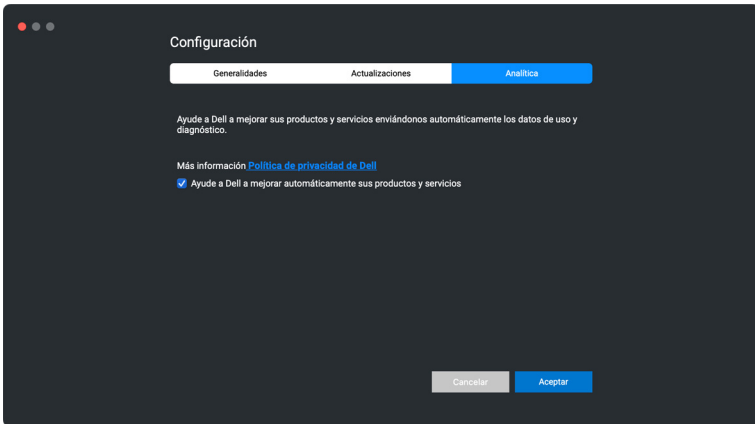 Configuración
Generalidades
Actualizaciones
Analítica
Ayude a Dell a mejorar sus productos y servicios enviándonos automáticamente los datos de uso y
diagnóstico.
Más información Política de privacidad de Dell
Ayude a Dell a mejorar automáticamente sus productos y servicios
Cancelar
Aceptar